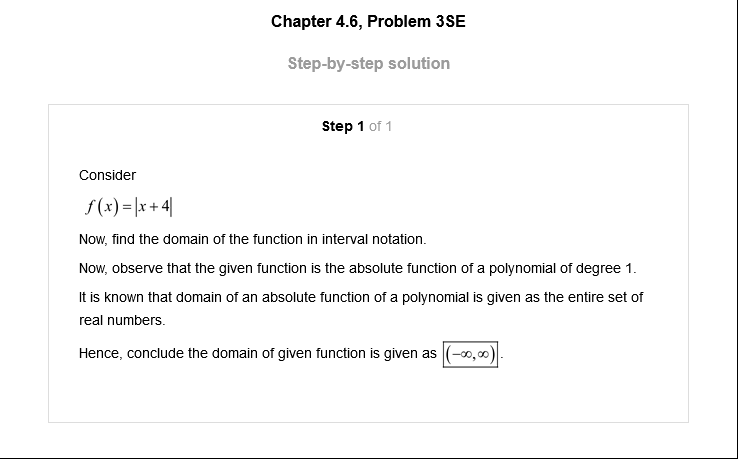 Chapter 4.6, Problem 3SE
Step-by-step solution
Step 1 of 1
Consider
f(x)=|x+4|
Now, find the domain of the function in interval notation.
Now, observe that the given function is the absolute function of a polynomial of degree 1.
It is known that domain of an absolute function of a polynomial is given as the entire set of
real numbers.
Hence, conclude the domain of given function is given as (−∞,∞).